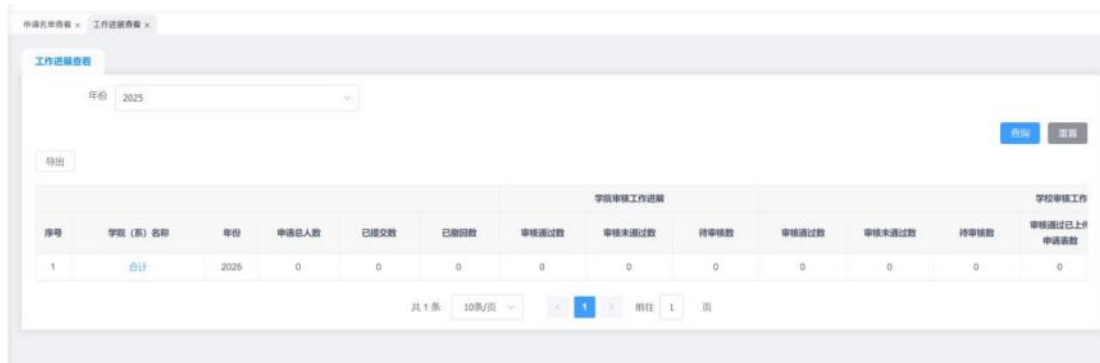 申请名单查看 × 工作进展查看 ×
工作进展查看
年份 2025
查询 重置
导出
学院审核工作进展 学校审核工作
序号 学院（系）名称 年份 申请总人数 已提交数 已撤回数 审核通过数 审核未通过数 待审核数 审核通过数 审核未通过数 待审核数 审核通过已上传
申请表数
1 合计 2025 0 0 0 0 0 0 0 0 0 0
共 1 条 10条/页 < 1 > 前往 1 页